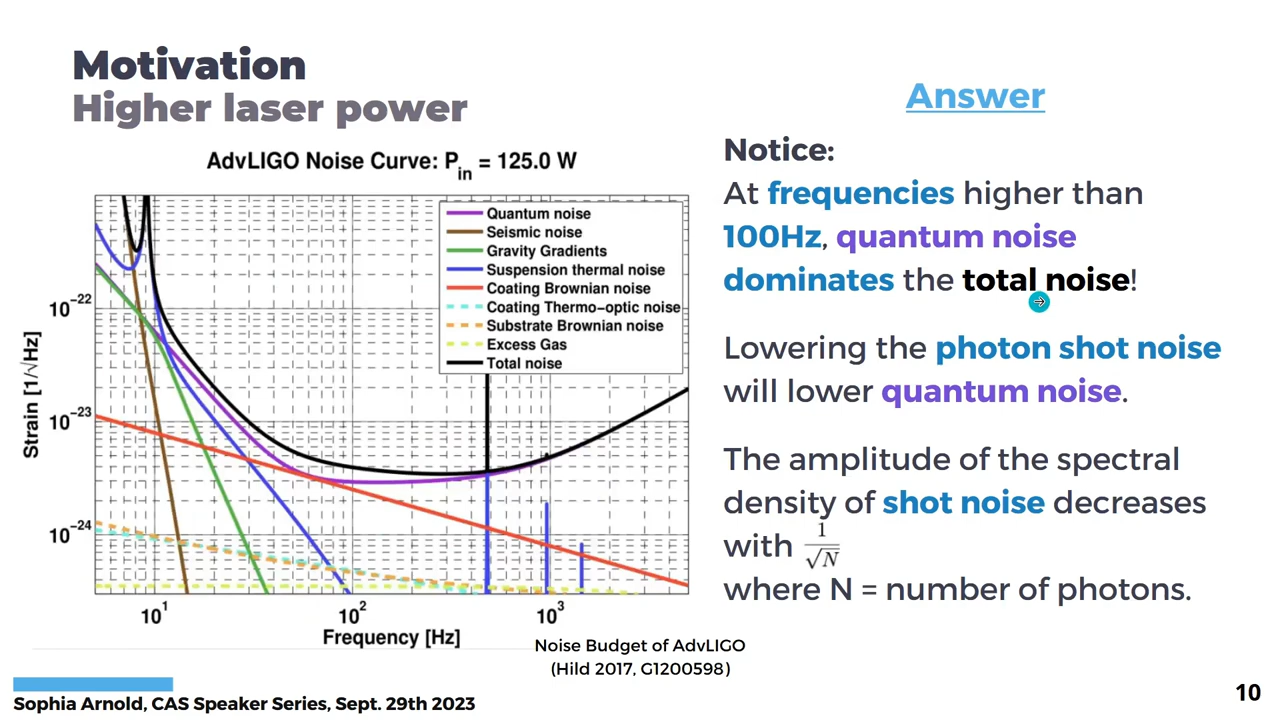 Motivation
Higher laser power
AdvLIGO Noise Curve: P_in = 125.0 W
Quantum noise
Seismic noise
Gravity Gradients
Suspension thermal noise
Coating Brownian noise
Coating Thermo−optic noise
Substrate Brownian noise
Excess Gas
Total noise
10^−22
10^−23
10^−24
Strain [1/√Hz]
10^1
10^2
10^3
Frequency [Hz]
Noise Budget of AdvLIGO
(Hild 2017, G1200598)
Answer
Notice:
At frequencies higher than
100Hz, quantum noise
dominates the total noise!
Lowering the photon shot noise
will lower quantum noise.
The amplitude of the spectral
density of shot noise decreases
with 1/√N
where N = number of photons.
Sophia Arnold, CAS Speaker Series, Sept. 29th 2023
10